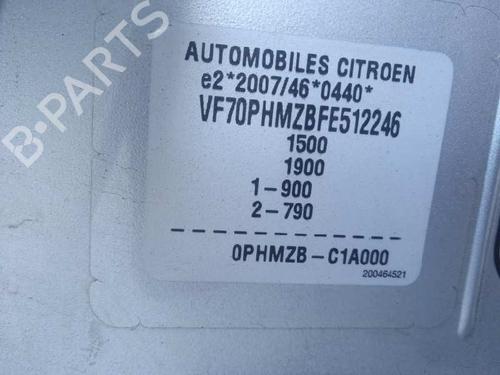 B-PARTS
AUTOMOBILES CITROEN
e2*2007/46*0440*
VF70PHMZBFE512246
1500
1900
1-900
2-790
0PHMZB-C1A000
200464521